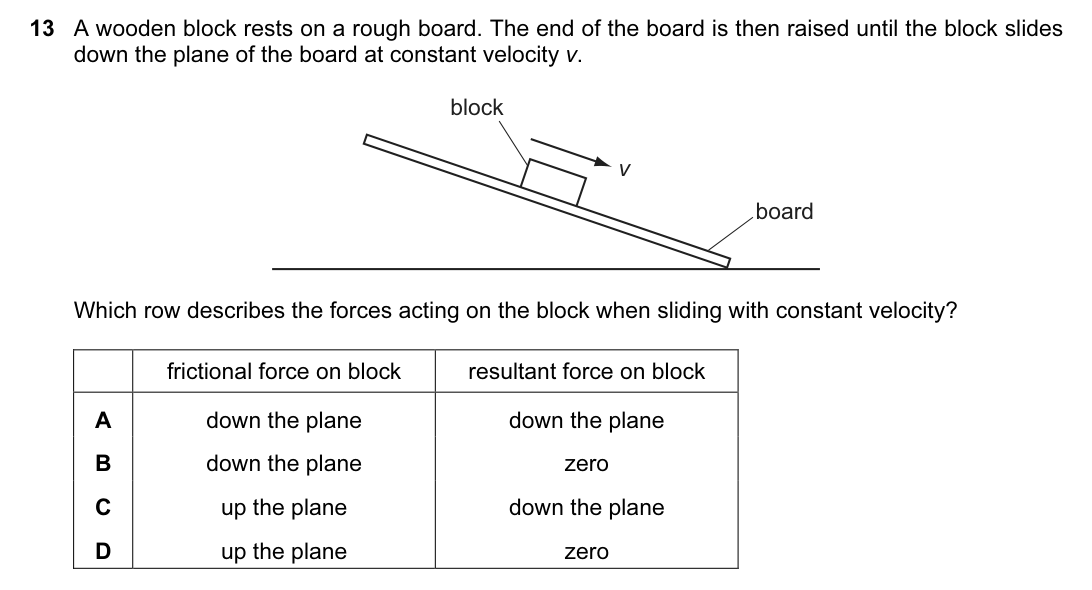 13 A wooden block rests on a rough board. The end of the board is then raised until the block slides
down the plane of the board at constant velocity v.
block
v
board
Which row describes the forces acting on the block when sliding with constant velocity?
frictional force on block resultant force on block
A down the plane down the plane
B down the plane zero
C up the plane down the plane
D up the plane zero